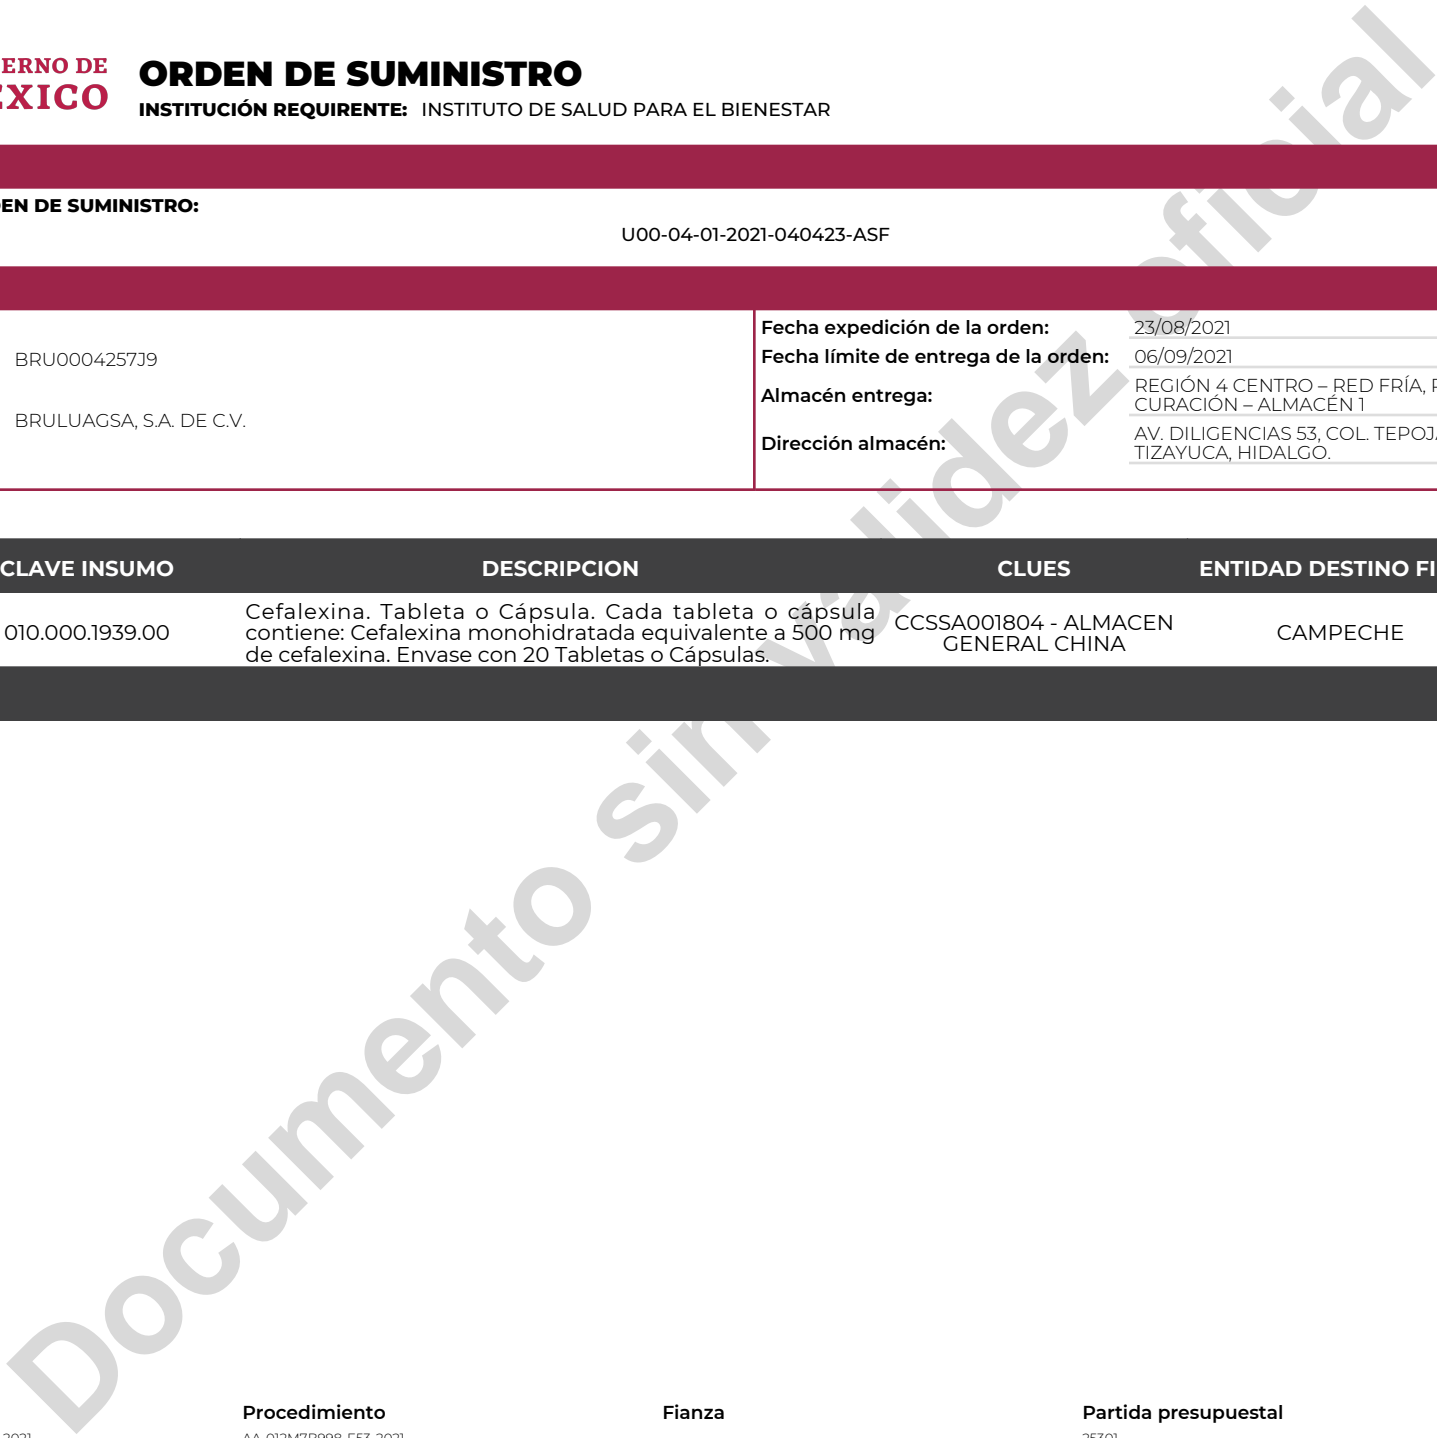 ORDEN DE SUMINISTRO
INSTITUCIÓN REQUIRENTE: INSTITUTO DE SALUD PARA EL BIENESTAR
ERNO DE
XICO
EN DE SUMINISTRO:
U00-04-01-2021-040423-ASF
BRU0004257J9
BRULUAGSA, S.A. DE C.V.
Fecha expedición de la orden: 23/08/2021
Fecha límite de entrega de la orden: 06/09/2021
Almacén entrega: REGIÓN 4 CENTRO – RED FRÍA,
CURACIÓN – ALMACÉN 1
Dirección almacén: AV. DILIGENCIAS 53, COL. TEPOJ
TIZAYUCA, HIDALGO.
CLAVE INSUMO DESCRIPCION CLUES ENTIDAD DESTINO FI
010.000.1939.00
Cefalexina. Tableta o Cápsula. Cada tableta o cápsula
contiene: Cefalexina monohidratada equivalente a 500 mg
de cefalexina. Envase con 20 Tabletas o Cápsulas.
CCSSA001804 - ALMACEN
GENERAL CHINA
CAMPECHE
Documento sin validez oficial
Procedimiento Fianza Partida presupuestal